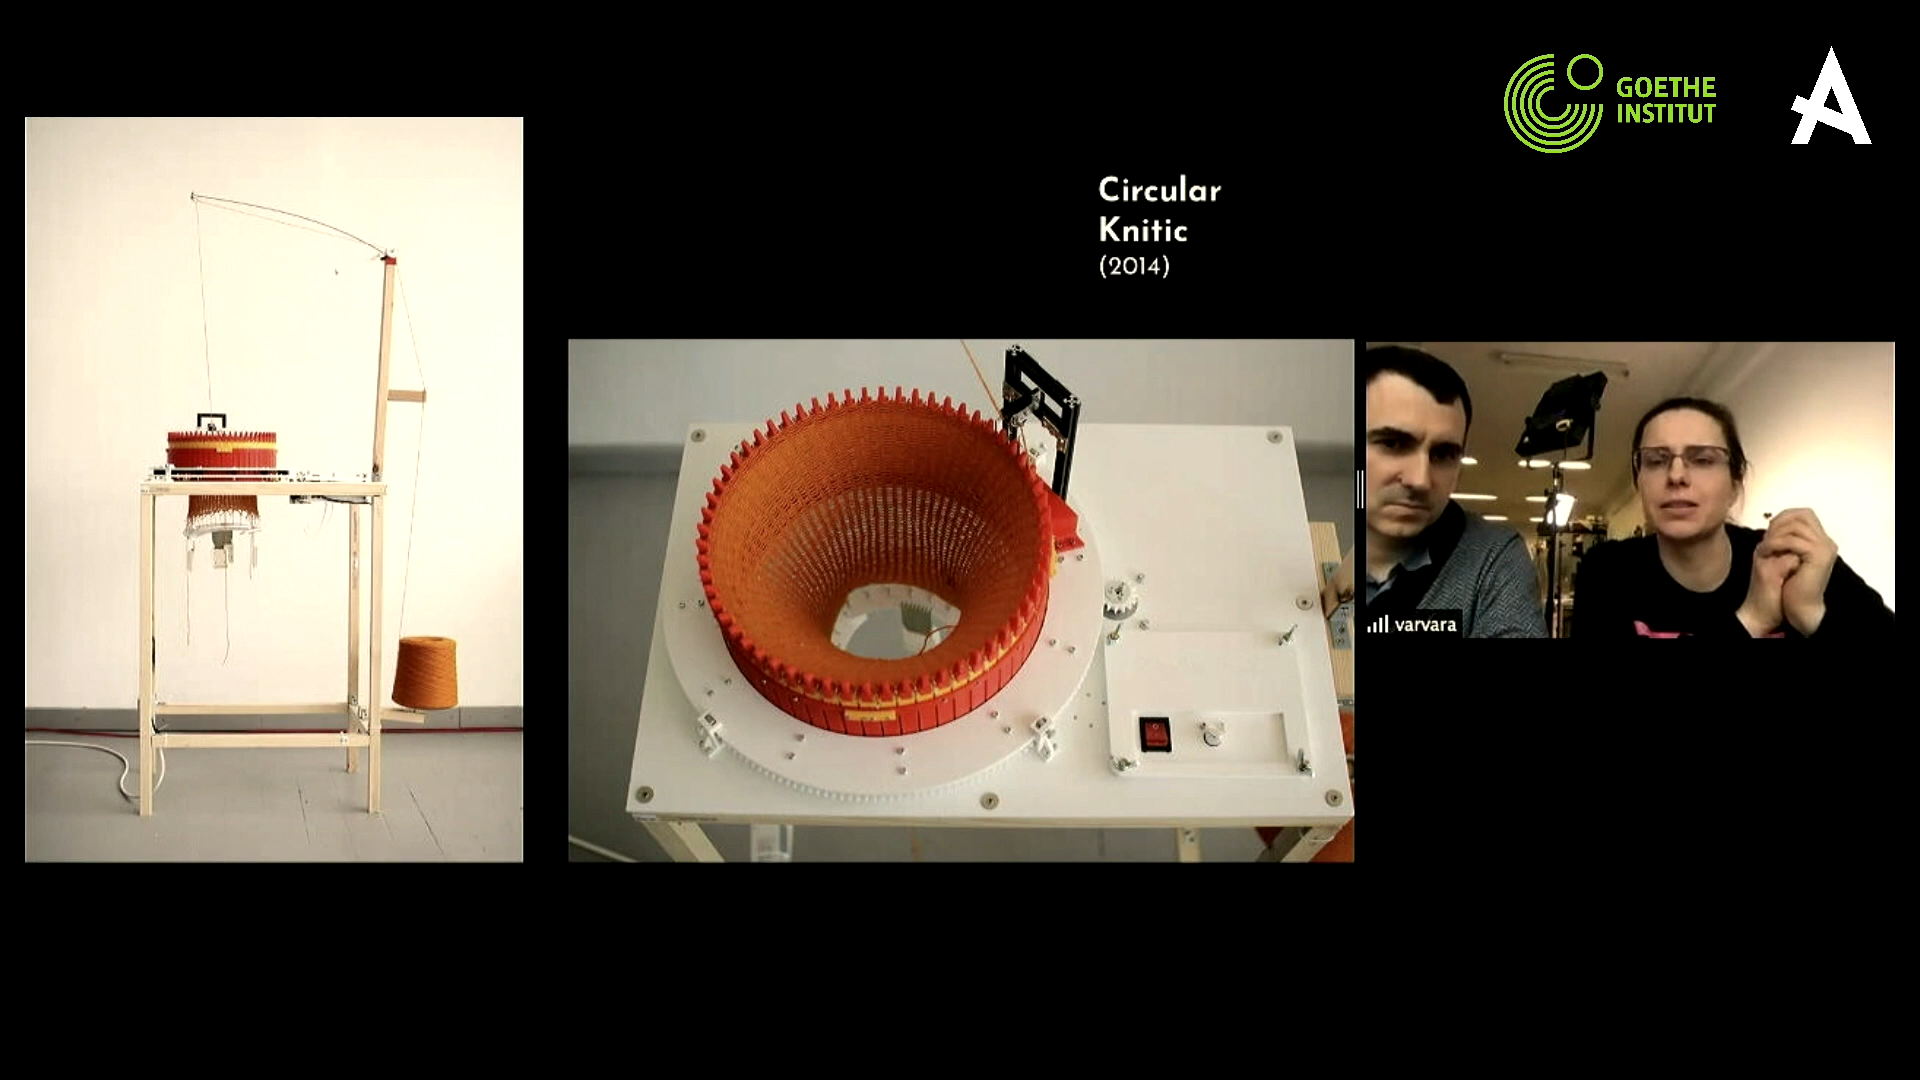 GOETHE
INSTITUT
Circular
Knitic
(2014)
varvara